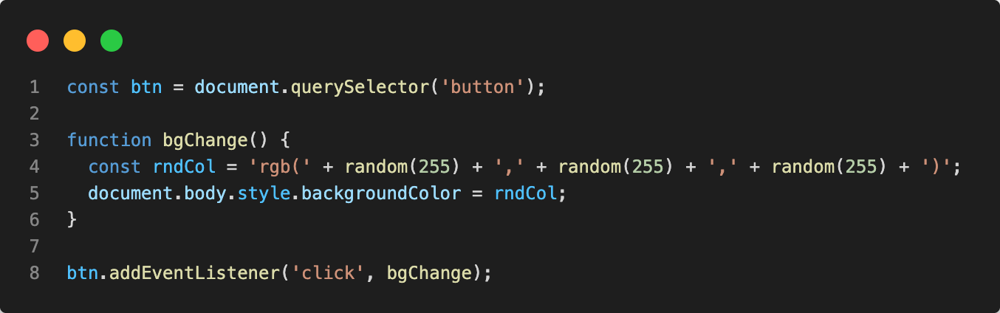 1 const btn = document.querySelector('button');
2
3 function bgChange() {
4   const rndCol = 'rgb(' + random(255) + ',' + random(255) + ',' + random(255) + ')';
5   document.body.style.backgroundColor = rndCol;
6 }
7
8 btn.addEventListener('click', bgChange);